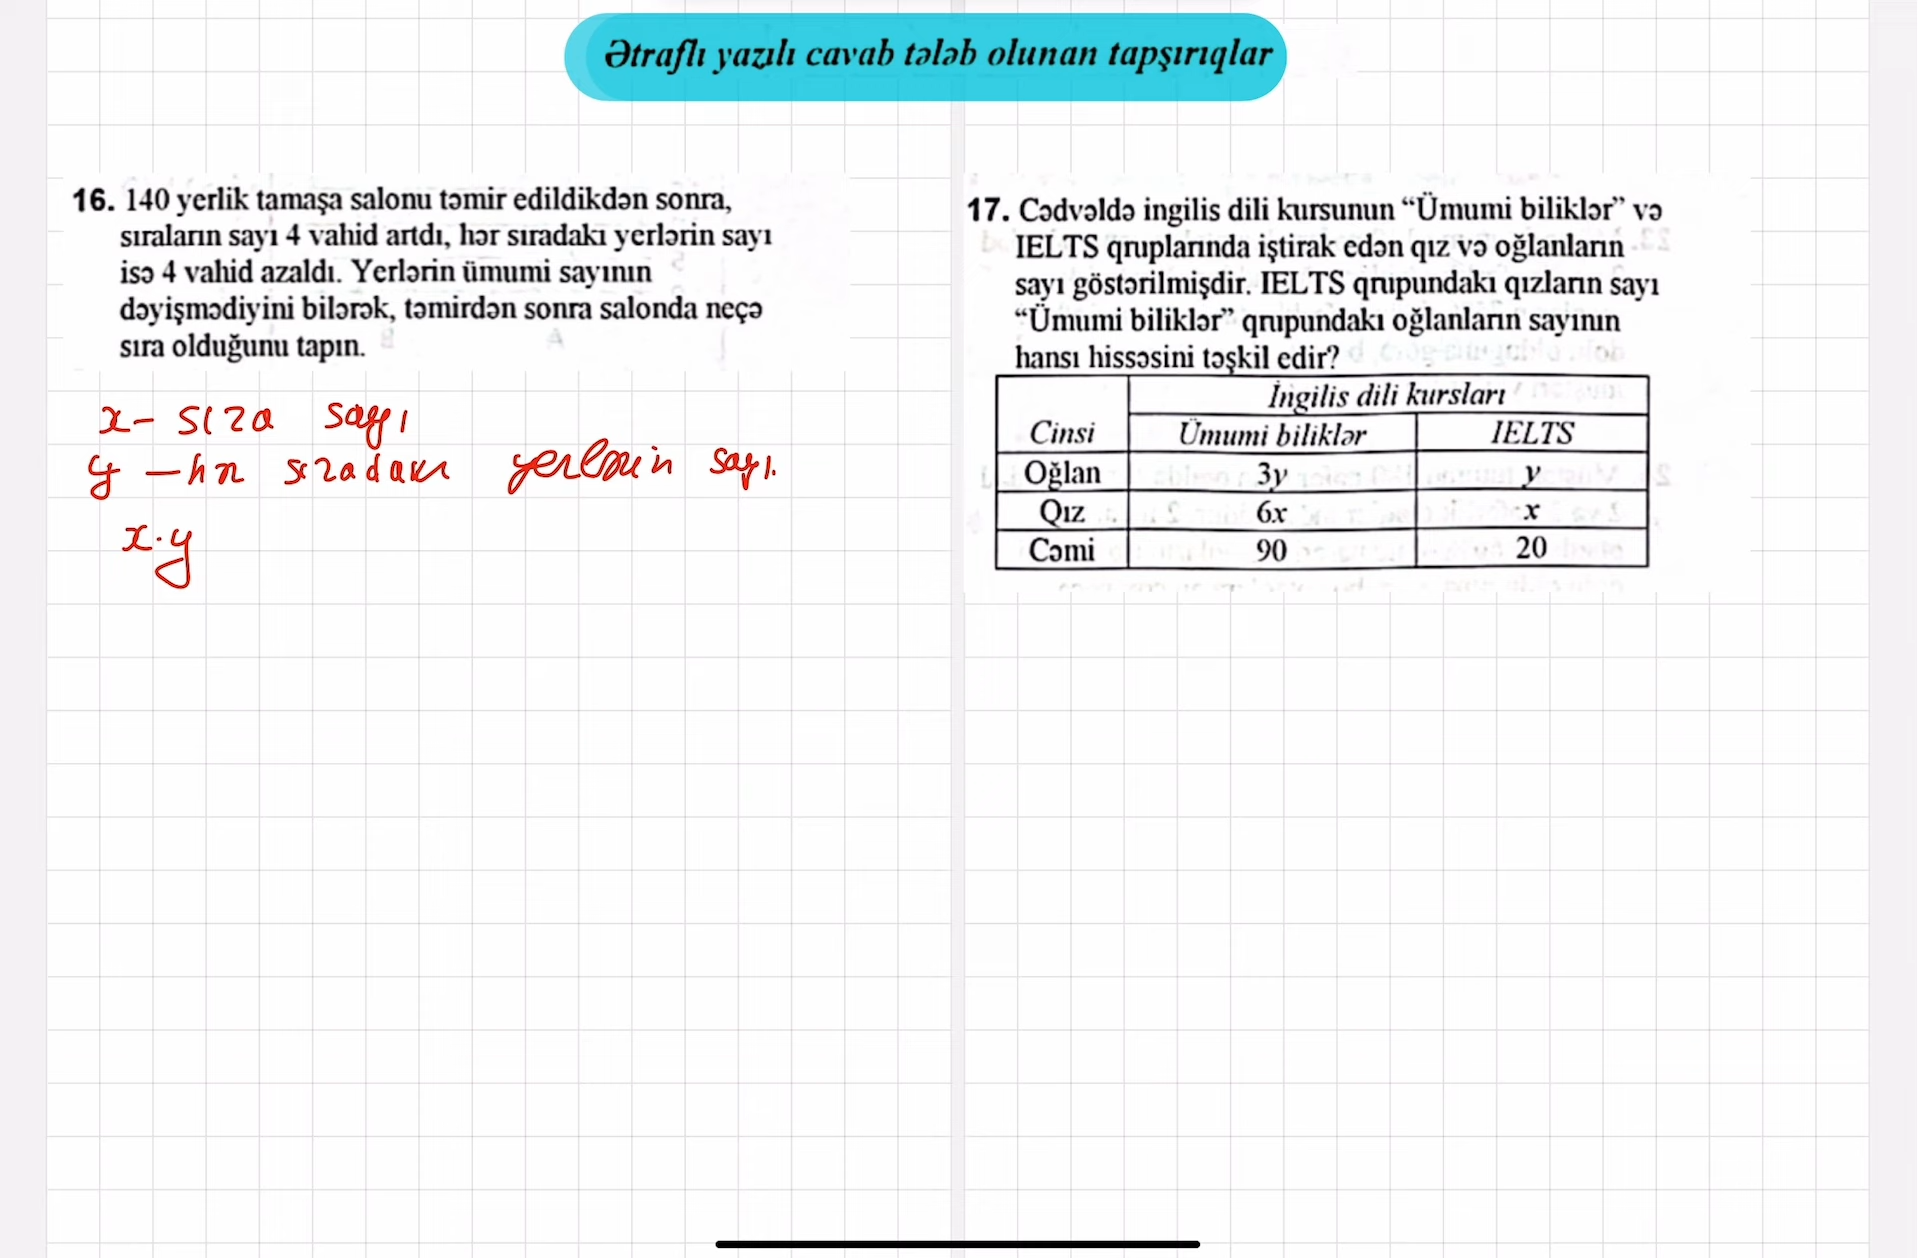 Ətraflı yazılı cavab tələb olunan tapşırıqlar
16. 140 yerlik tamaşa salonu təmir edildikdən sonra,
sıraların sayı 4 vahid artdı, hər sıradakı yerlərin sayı
isə 4 vahid azaldı. Yerlərin ümumi sayının
dəyişmədiyini bilərək, təmirdən sonra salonda neçə
sıra olduğunu tapın.
x – sıra sayı
y – hər sıradakı yerlərin sayı.
x·y
17. Cədvəldə ingilis dili kursunun “Ümumi biliklər” və
IELTS qruplarında iştirak edən qız və oğlanların
sayı göstərilmişdir. IELTS qrupundakı qızların sayı
“Ümumi biliklər” qrupundakı oğlanların sayının
hansı hissəsini təşkil edir?
İngilis dili kursları
Cinsi Ümumi biliklər IELTS
Oğlan 3y y
Qız 6x x
Cəmi 90 20